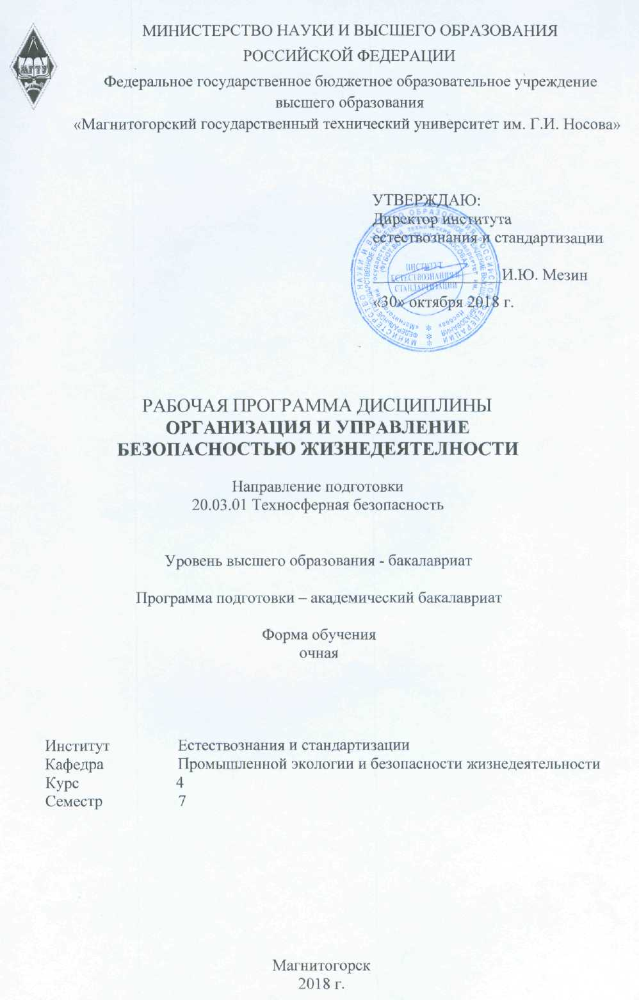 МИНИСТЕРСТВО НАУКИ И ВЫСШЕГО ОБРАЗОВАНИЯ
РОССИЙСКОЙ ФЕДЕРАЦИИ
Федеральное государственное бюджетное образовательное учреждение
высшего образования
«Магнитогорский государственный технический университет им. Г.И. Носова»
МГТУ
УТВЕРЖДАЮ:
Директор института
естествознания и стандартизации
И.Ю. Мезин
«30» октября 2018 г.
ИНСТИТУТ
ЕСТЕСТВОЗНАНИЯ И
СТАНДАРТИЗАЦИИ
РАБОЧАЯ ПРОГРАММА ДИСЦИПЛИНЫ
ОРГАНИЗАЦИЯ И УПРАВЛЕНИЕ
БЕЗОПАСНОСТЬЮ ЖИЗНЕДЕЯТЕЛНОСТИ
Направление подготовки
20.03.01 Техносферная безопасность
Уровень высшего образования - бакалавриат
Программа подготовки – академический бакалавриат
Форма обучения
очная
Институт Естествознания и стандартизации
Кафедра Промышленной экологии и безопасности жизнедеятельности
Курс 4
Семестр 7
Магнитогорск
2018 г.